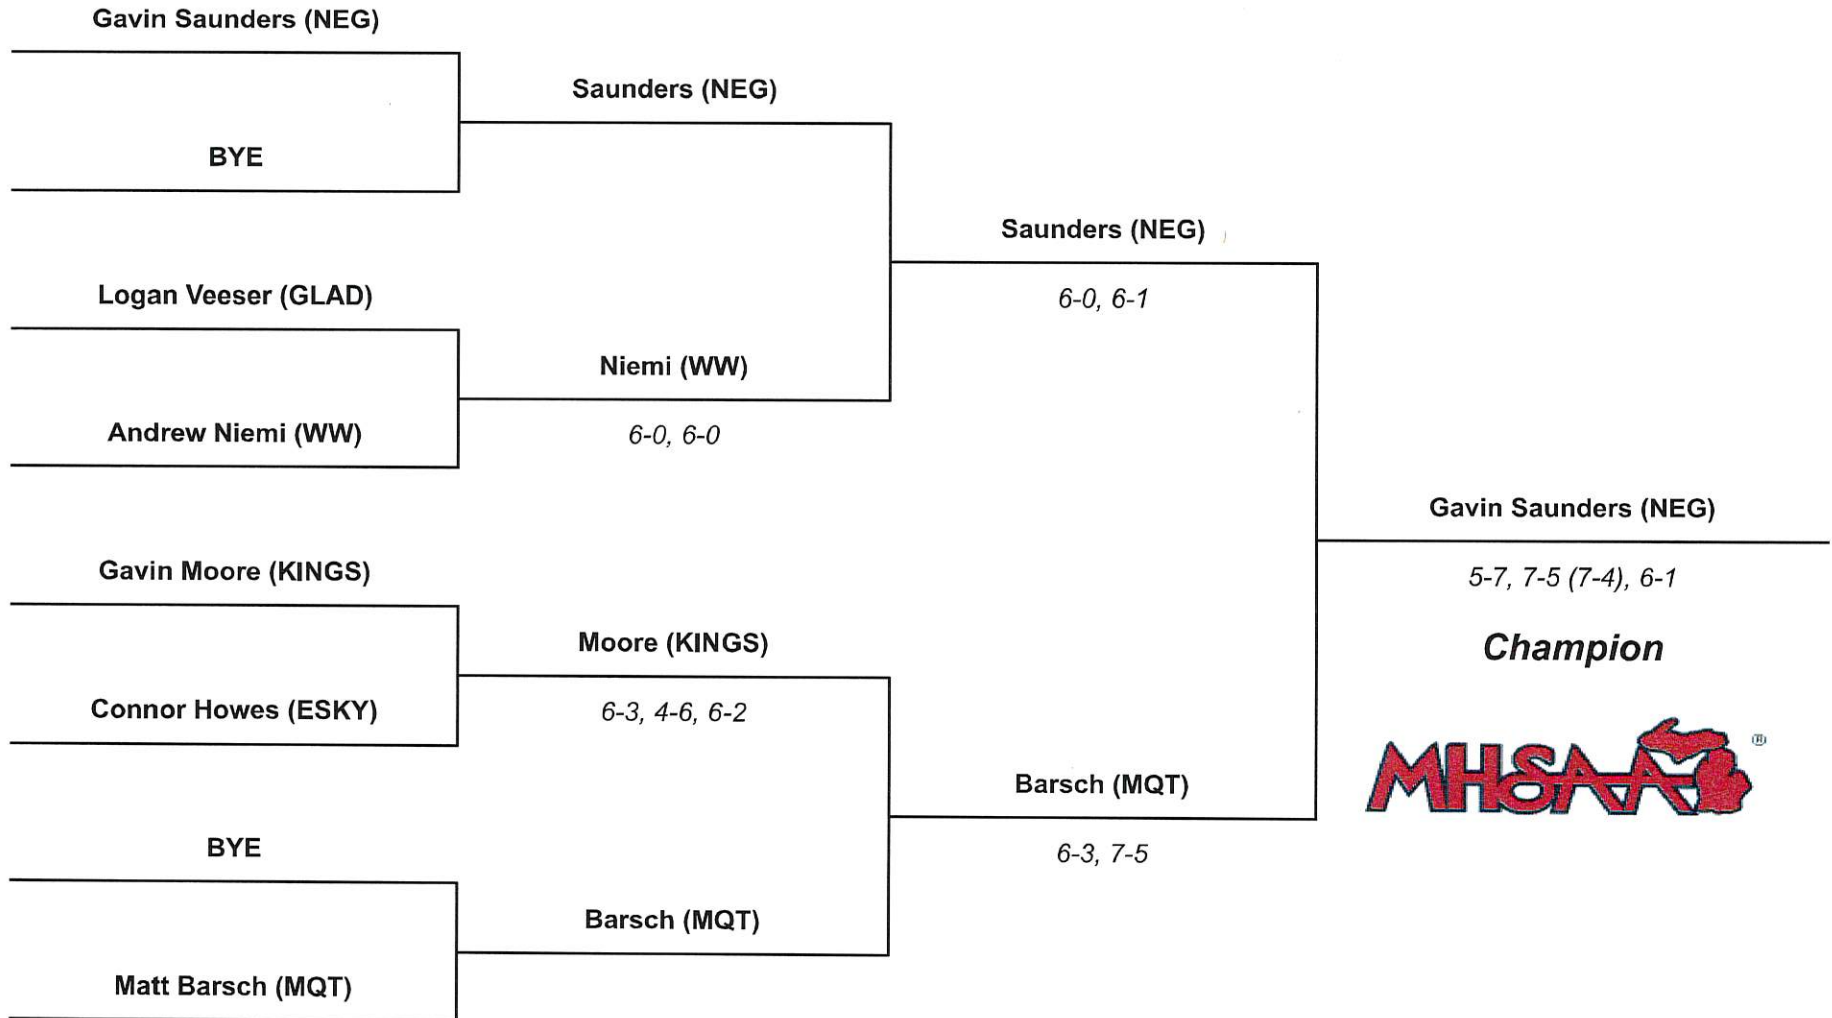 Gavin Saunders (NEG)
BYE
Logan Veeser (GLAD)
Andrew Niemi (WW)
Gavin Moore (KINGS)
Connor Howes (ESKY)
BYE
Matt Barsch (MQT)
Saunders (NEG)
Niemi (WW)
6-0, 6-0
Moore (KINGS)
6-3, 4-6, 6-2
Barsch (MQT)
Saunders (NEG)
6-0, 6-1
Barsch (MQT)
6-3, 7-5
Gavin Saunders (NEG)
5-7, 7-5 (7-4), 6-1
Champion
MHSAA®